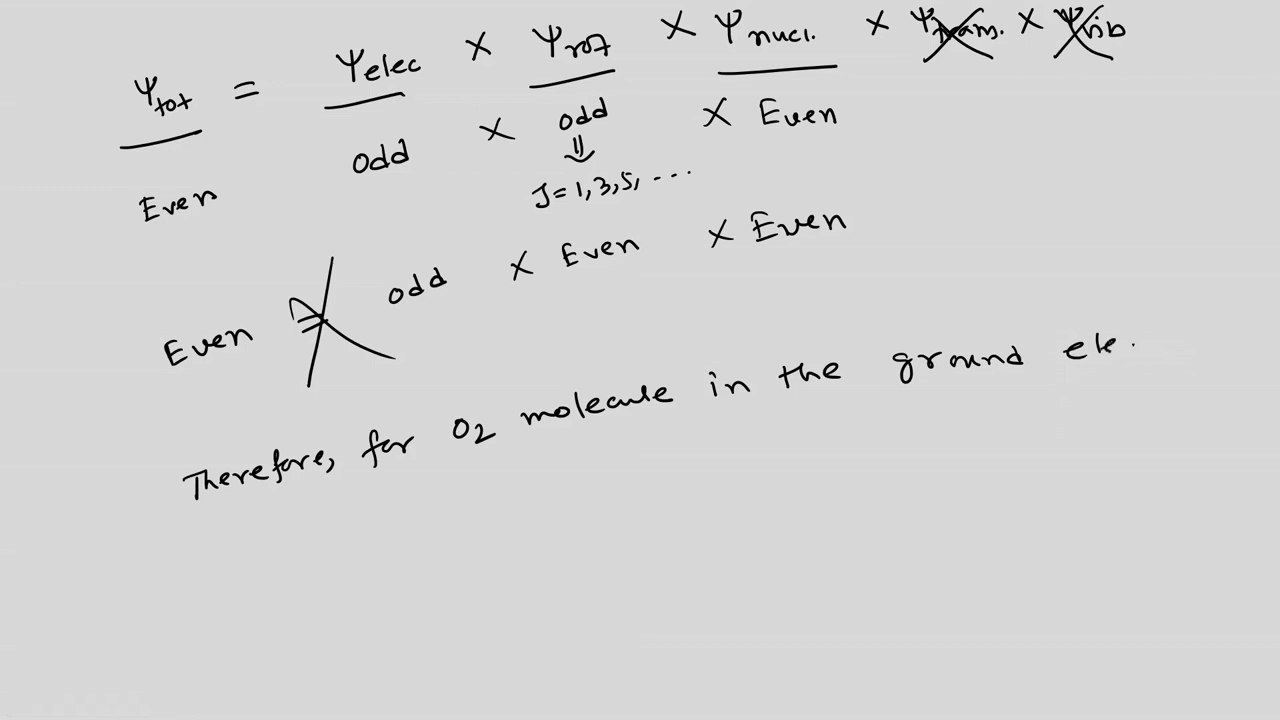 Ψtot = Ψelec × Ψrot × Ψnucl. × Ψtrans. × Ψvib
Even odd × odd × Even
⇓
J=1,3,5, ...
Even ≠ odd × Even × Even
Therefore, for O2 molecule in the ground ele.